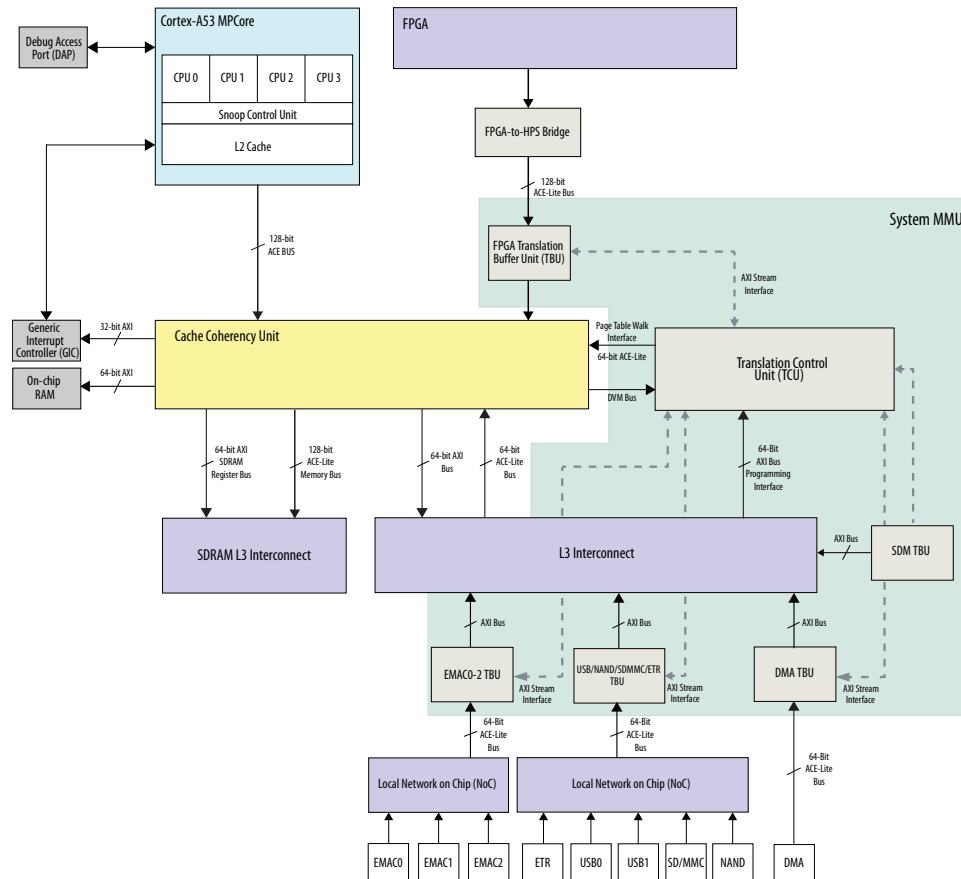 Cortex-A53 MPCore
FPGA
Debug Access
Port (DAP)
CPU 0
CPU 1
CPU 2
CPU 3
Snoop Control Unit
L2 Cache
FPGA-to-HPS Bridge
128-bit
ACE-Lite Bus
System MMU
FPGA Translation
Buffer Unit (TBU)
128-bit
ACE BUS
AXI Stream
Interface
Generic
Interrupt
Controller (GIC)
32-bit AXI
Cache Coherency Unit
Page Table Walk
Interface
64-bit ACE-Lite
Translation Control
Unit (TCU)
On-chip
RAM
64-bit AXI
DVM Bus
64-bit AXI
SDRAM
Register Bus
128-bit
ACE-Lite
Memory Bus
64-bit AXI
Bus
64-bit
ACE-Lite
Bus
64-Bit
AXI Bus
Programming
Interface
SDRAM L3 Interconnect
L3 Interconnect
AXI Bus
SDM TBU
AXI Bus
AXI Bus
AXI Bus
EMAC0-2 TBU
AXI Stream
Interface
USB/NAND/SDMMC/ETR
TBU
AXI Stream
Interface
DMA TBU
AXI Stream
Interface
64-Bit
ACE-Lite
Bus
64-Bit
ACE-Lite
Bus
64-Bit
ACE-Lite
Bus
Local Network on Chip (NoC)
Local Network on Chip (NoC)
EMAC0
EMAC1
EMAC2
ETR
USB0
USB1
SD/MMC
NAND
DMA